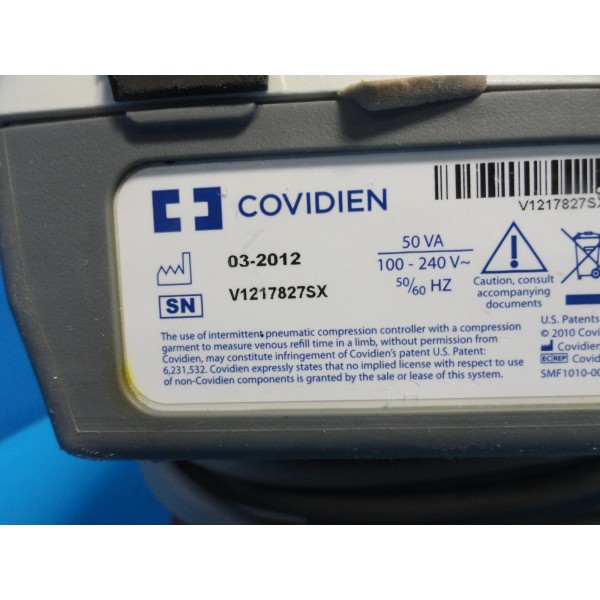 COVIDIEN
V1217827SX
03-2012
SN V1217827SX
50 VA
100 - 240 V~
50/60 HZ
Caution, consult
accompanying
documents
The use of intermittent pneumatic compression controller with a compression
garment to measure venous refill time in a limb, without permission from
Covidien, may constitute infringement of Covidien's patent U.S. Patent:
6,231,532. Covidien expressly states that no implied license with respect to use
of non-Covidien components is granted by the sale or lease of this system.
U.S. Patents
© 2010 Covid
Covidien
EC REP Covidie
SMF1010-00